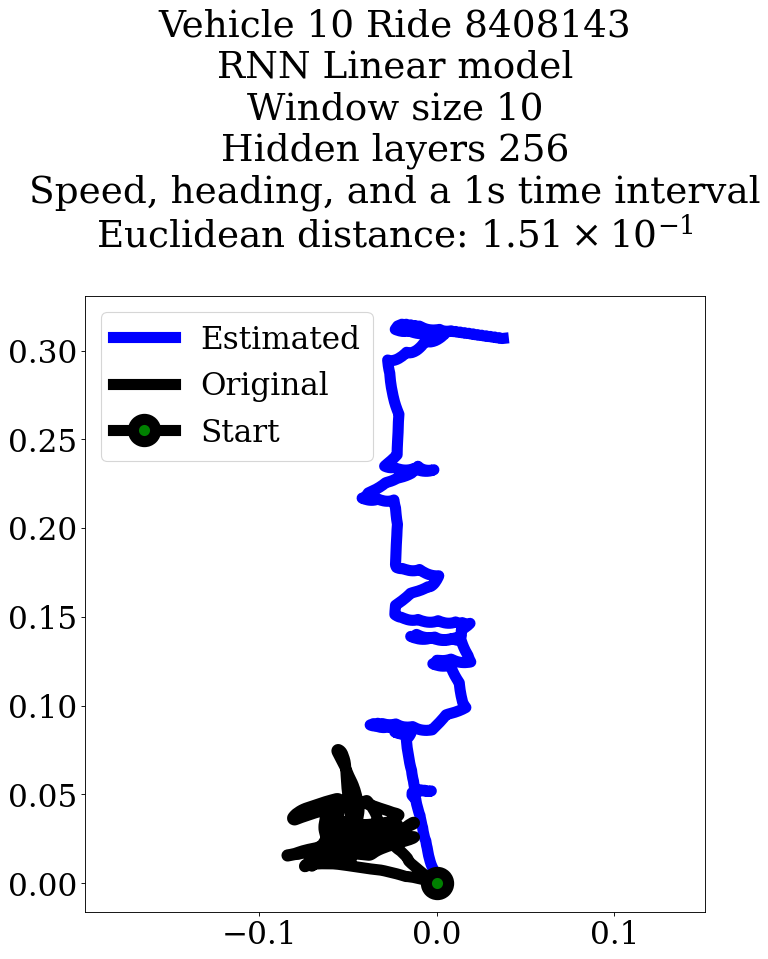 Vehicle 10 Ride 8408143
RNN Linear model
Window size 10
Hidden layers 256
Speed, heading, and a 1s time interval
Euclidean distance: 1.51 × 10⁻¹
Estimated
Original
Start
0.30
0.25
0.20
0.15
0.10
0.05
0.00
−0.1
0.0
0.1